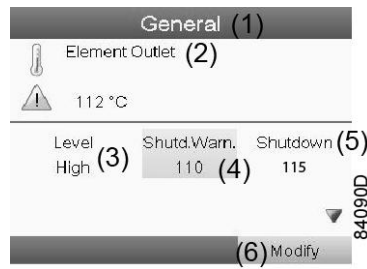 General (1)
Element Outlet (2)
112 °C
Level Shutd.Warn. Shutdown (5)
High (3) 110 (4) 115
84090D
(6) Modify